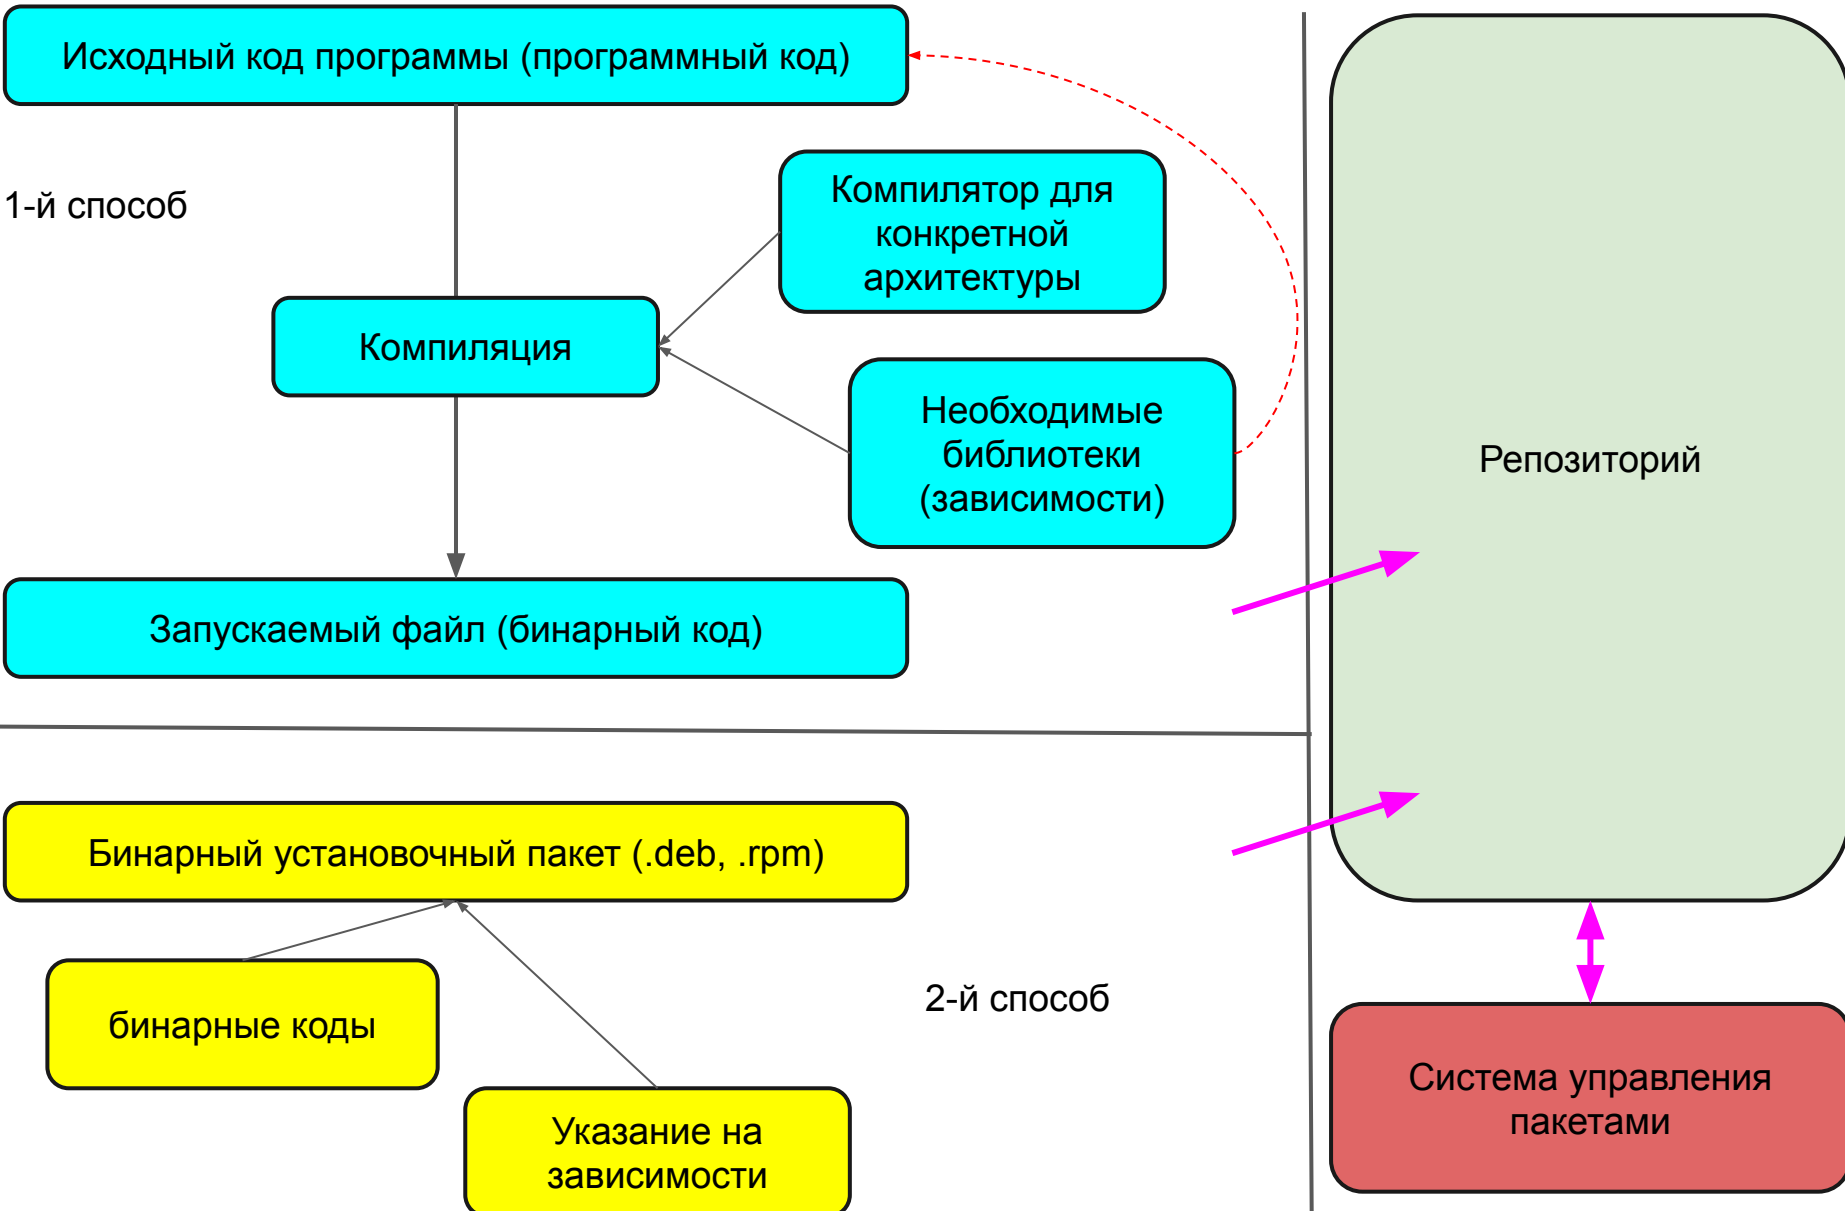 Исходный код программы (программный код)
1-й способ
Компилятор для
конкретной
архитектуры
Компиляция
Необходимые
библиотеки
(зависимости)
Запускаемый файл (бинарный код)
Бинарный установочный пакет (.deb, .rpm)
бинарные коды
2-й способ
Указание на
зависимости
Репозиторий
Система управления
пакетами